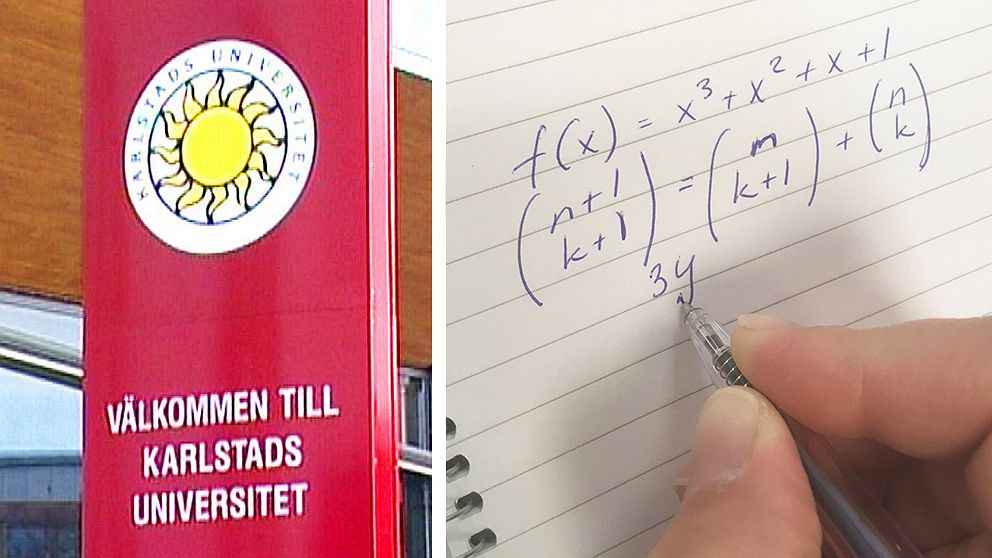 KARLSTADS UNIVERSITET
VÄLKOMMEN TILL
KARLSTADS
UNIVERSITET
f(x) = x³ + x² + x + 1
(n+1 k+1) = (m k+1) + (n k)
3y